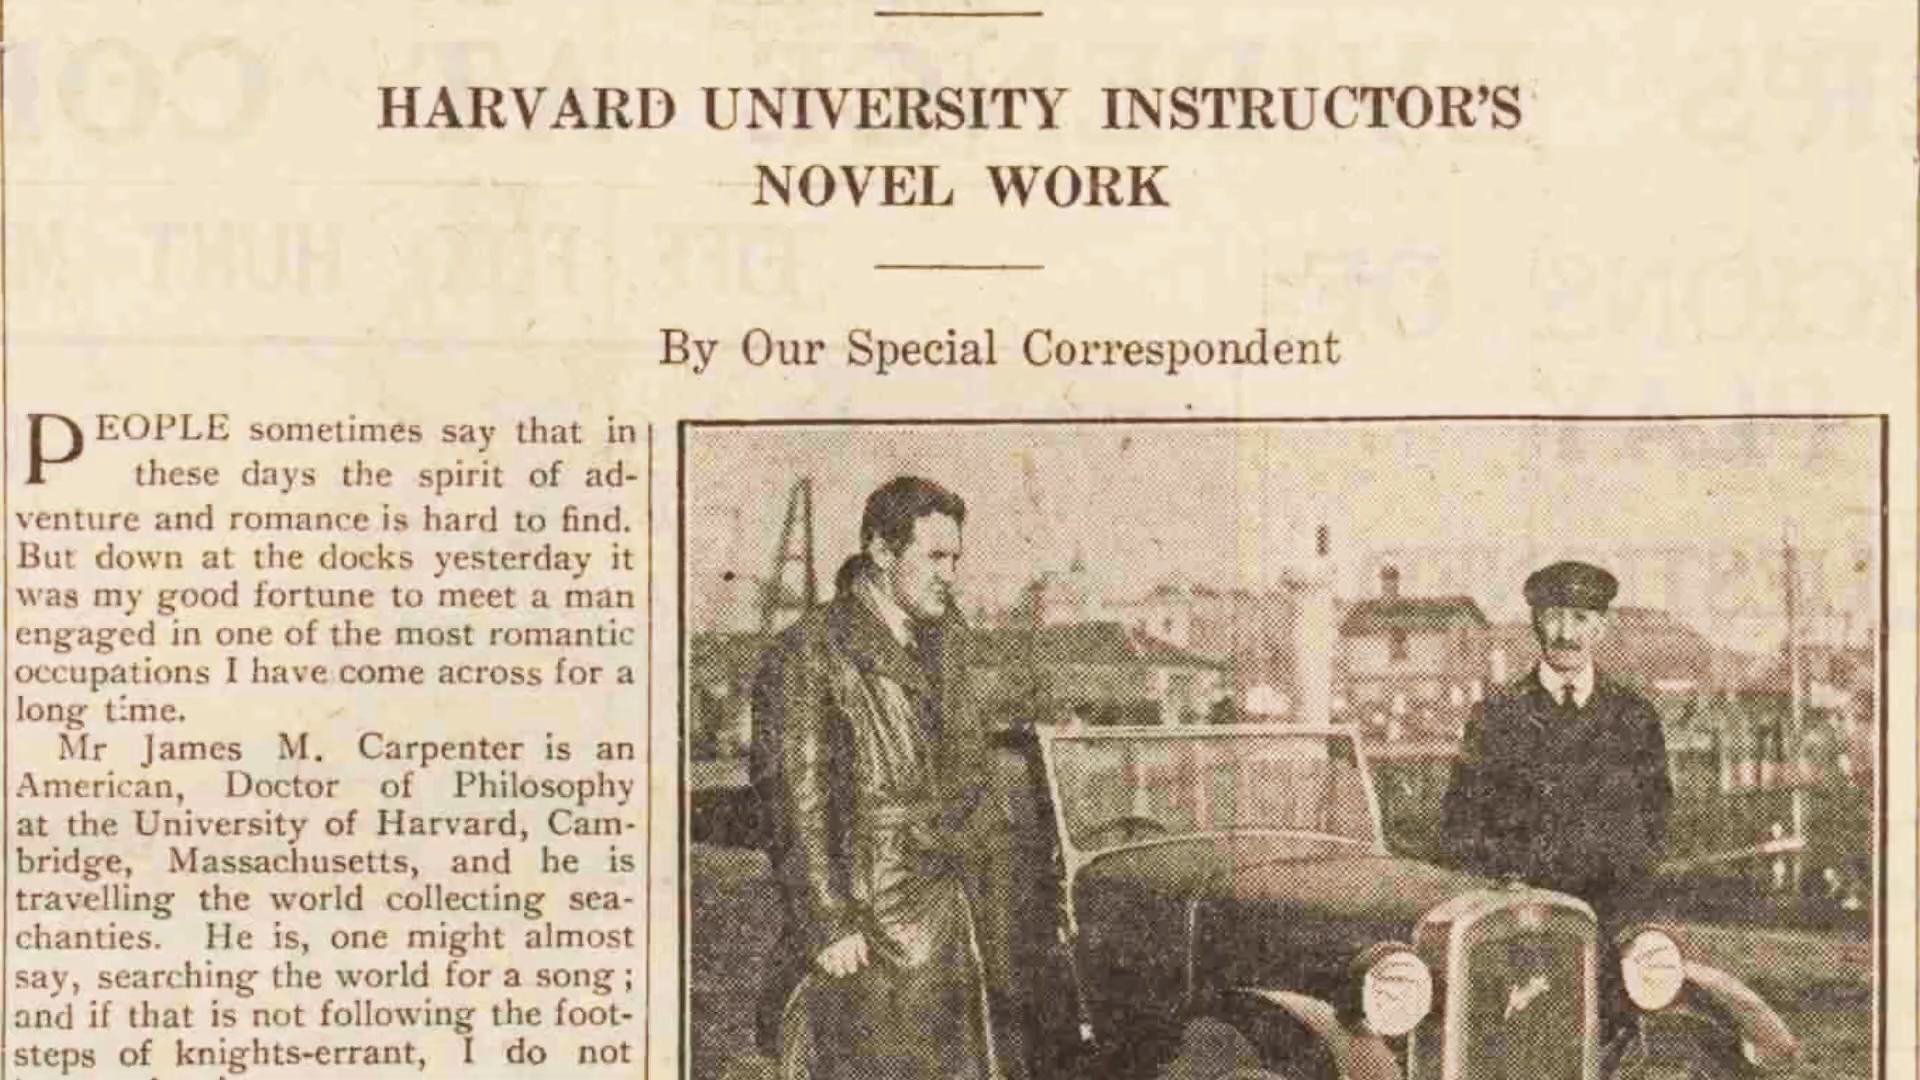 HARVARD UNIVERSITY INSTRUCTOR'S
NOVEL WORK
By Our Special Correspondent
PEOPLE sometimes say that in
these days the spirit of ad-
venture and romance is hard to find.
But down at the docks yesterday it
was my good fortune to meet a man
engaged in one of the most romantic
occupations I have come across for a
long time.
Mr James M. Carpenter is an
American, Doctor of Philosophy
at the University of Harvard, Cam-
bridge, Massachusetts, and he is
travelling the world collecting sea-
chanties. He is, one might almost
say, searching the world for a song;
and if that is not following the foot-
steps of knights-errant, I do not